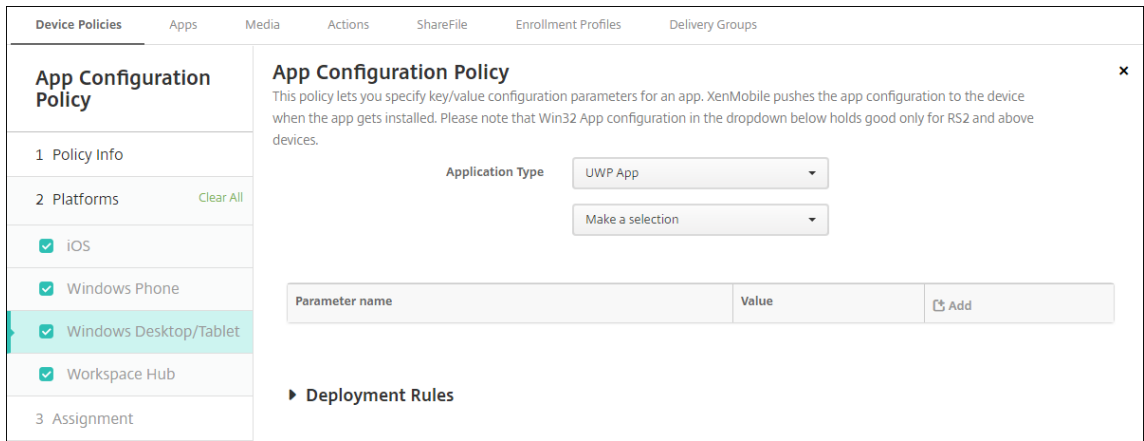 Device Policies Apps Media Actions ShareFile Enrollment Profiles Delivery Groups
App Configuration
Policy
1 Policy Info
2 Platforms Clear All
iOS
Windows Phone
Windows Desktop/Tablet
Workspace Hub
3 Assignment
App Configuration Policy
This policy lets you specify key/value configuration parameters for an app. XenMobile pushes the app configuration to the device
when the app gets installed. Please note that Win32 App configuration in the dropdown below holds good only for RS2 and above
devices.
Application Type UWP App
Make a selection
Parameter name Value Add
Deployment Rules